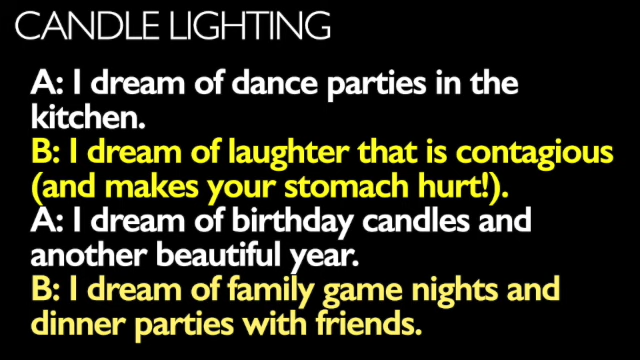 CANDLE LIGHTING
A: I dream of dance parties in the
kitchen.
B: I dream of laughter that is contagious
(and makes your stomach hurt!).
A: I dream of birthday candles and
another beautiful year.
B: I dream of family game nights and
dinner parties with friends.